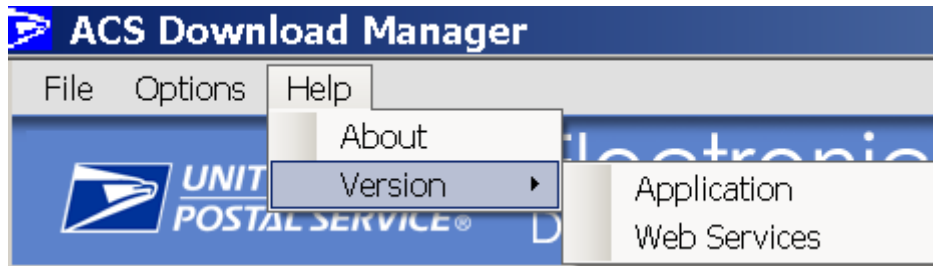 ACS Download Manager
File Options Help
About
Version
Application
Web Services
UNIT
POSTAL SERVICE®